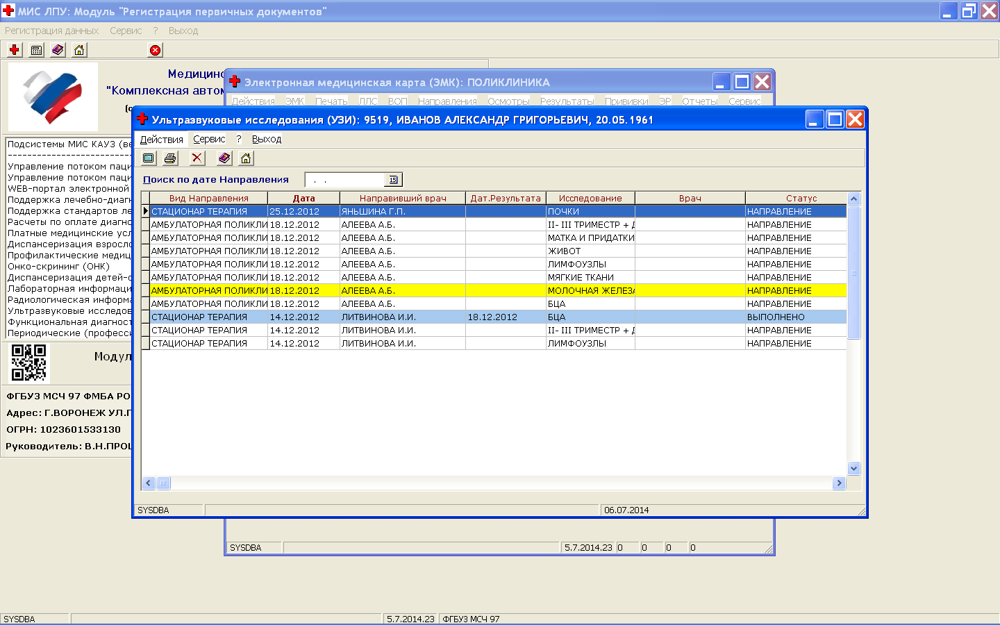 МИС ЛПУ: Модуль "Регистрация первичных документов"
Регистрация данных Сервис ? Выход
Медицинс
"Комплексная автом
(с
Электронная медицинская карта (ЭМК): ПОЛИКЛИНИКА
Действия ЭМК Печать ЛЛС ВОП Направления Осмотры Результаты Прививки ЭР Отчеты Сервис
Ультразвуковые исследования (УЗИ): 9519, ИВАНОВ АЛЕКСАНДР ГРИГОРЬЕВИЧ, 20.05.1961
Действия Сервис ? Выход
Поиск по дате Направления . . 15
Вид Направления Дата Направивший врач Дат.Результата Исследование Врач Статус
СТАЦИОНАР ТЕРАПИЯ 25.12.2012 ЯНЬШИНА Г.П. ПОЧКИ НАПРАВЛЕНИЕ
АМБУЛАТОРНАЯ ПОЛИКЛИ 18.12.2012 АЛЕЕВА А.Б. II- III ТРИМЕСТР + Д НАПРАВЛЕНИЕ
АМБУЛАТОРНАЯ ПОЛИКЛИ 18.12.2012 АЛЕЕВА А.Б. МАТКА И ПРИДАТКИ НАПРАВЛЕНИЕ
АМБУЛАТОРНАЯ ПОЛИКЛИ 18.12.2012 АЛЕЕВА А.Б. ЖИВОТ НАПРАВЛЕНИЕ
АМБУЛАТОРНАЯ ПОЛИКЛИ 18.12.2012 АЛЕЕВА А.Б. ЛИМФОУЗЛЫ НАПРАВЛЕНИЕ
АМБУЛАТОРНАЯ ПОЛИКЛИ 18.12.2012 АЛЕЕВА А.Б. МЯГКИЕ ТКАНИ НАПРАВЛЕНИЕ
АМБУЛАТОРНАЯ ПОЛИКЛИ 18.12.2012 АЛЕЕВА А.Б. МОЛОЧНАЯ ЖЕЛЕЗА НАПРАВЛЕНИЕ
АМБУЛАТОРНАЯ ПОЛИКЛИ 18.12.2012 АЛЕЕВА А.Б. БЦА НАПРАВЛЕНИЕ
СТАЦИОНАР ТЕРАПИЯ 14.12.2012 ЛИТВИНОВА И.И. 18.12.2012 БЦА ВЫПОЛНЕНО
СТАЦИОНАР ТЕРАПИЯ 14.12.2012 ЛИТВИНОВА И.И. II- III ТРИМЕСТР + Д НАПРАВЛЕНИЕ
СТАЦИОНАР ТЕРАПИЯ 14.12.2012 ЛИТВИНОВА И.И. ЛИМФОУЗЛЫ НАПРАВЛЕНИЕ
SYSDBA 06.07.2014
Подсистемы МИС КАУЗ (ве
Управление потоком паци
Управление потоком паци
WEB-портал электронной
Поддержка лечебно-диагн
Поддержка стандартов ле
Расчеты по оплате диагно
Платные медицинские усл
Диспансеризация взросло
Профилактические медиц
Онко-скрининг (ОНК)
Диспансеризация детей-с
Лабораторная информаци
Радиологическая информа
Ультразвуковые исследов
Функциональная диагност
Периодические (професси
Модул
ФГБУЗ МСЧ 97 ФМБА РО
Адрес: Г.ВОРОНЕЖ УЛ.
ОГРН: 1023601533130
Руководитель: В.Н.ПРОЦ
SYSDBA 5.7.2014.23 0 0 0 0
SYSDBA 5.7.2014.23 ФГБУЗ МСЧ 97